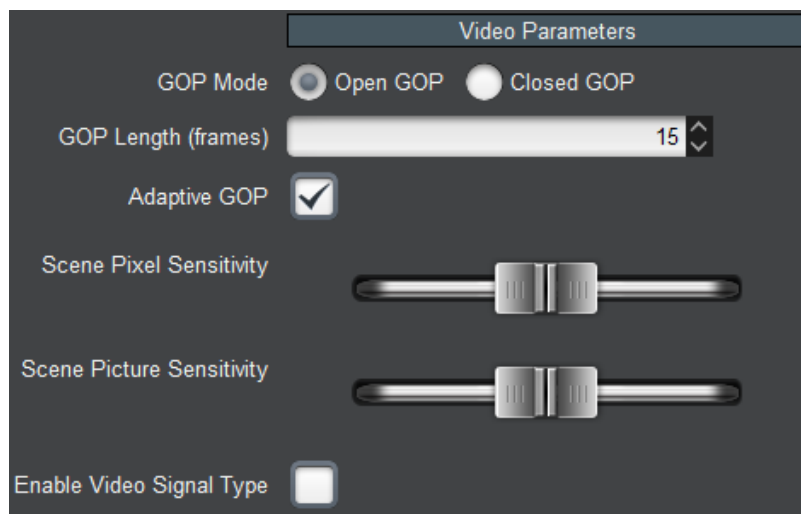 Video Parameters
GOP Mode Open GOP Closed GOP
GOP Length (frames) 15
Adaptive GOP
Scene Pixel Sensitivity
Scene Picture Sensitivity
Enable Video Signal Type